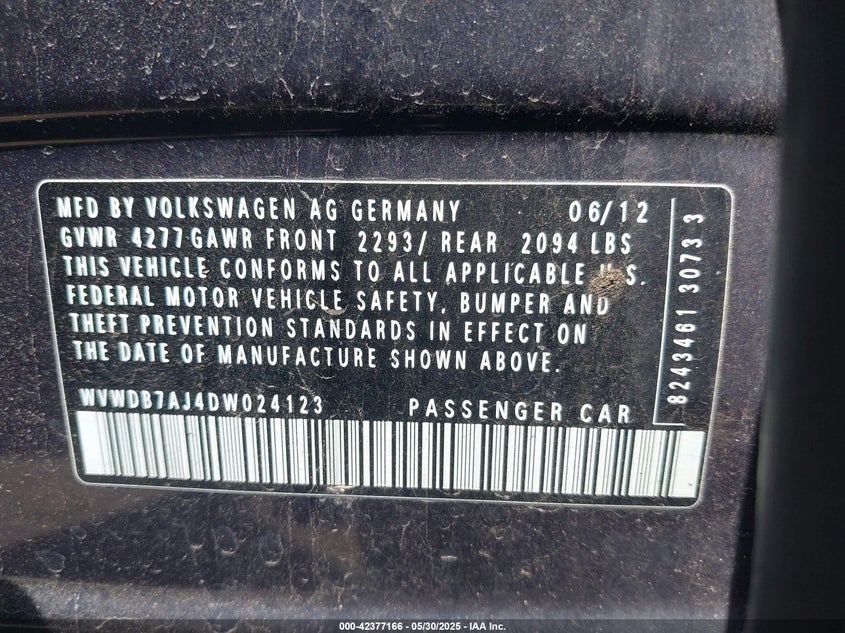 MFD BY VOLKSWAGEN AG GERMANY 06/12
GVWR 4277 GAWR FRONT 2293/ REAR 2094 LBS
THIS VEHICLE CONFORMS TO ALL APPLICABLE U.S.
FEDERAL MOTOR VEHICLE SAFETY, BUMPER AND
THEFT PREVENTION STANDARDS IN EFFECT ON
THE DATE OF MANUFACTURE SHOWN ABOVE.
WVWDB7AJ4DW024123 PASSENGER CAR
8243461 3073 3
000-42377166 - 05/30/2025 - IAA Inc.